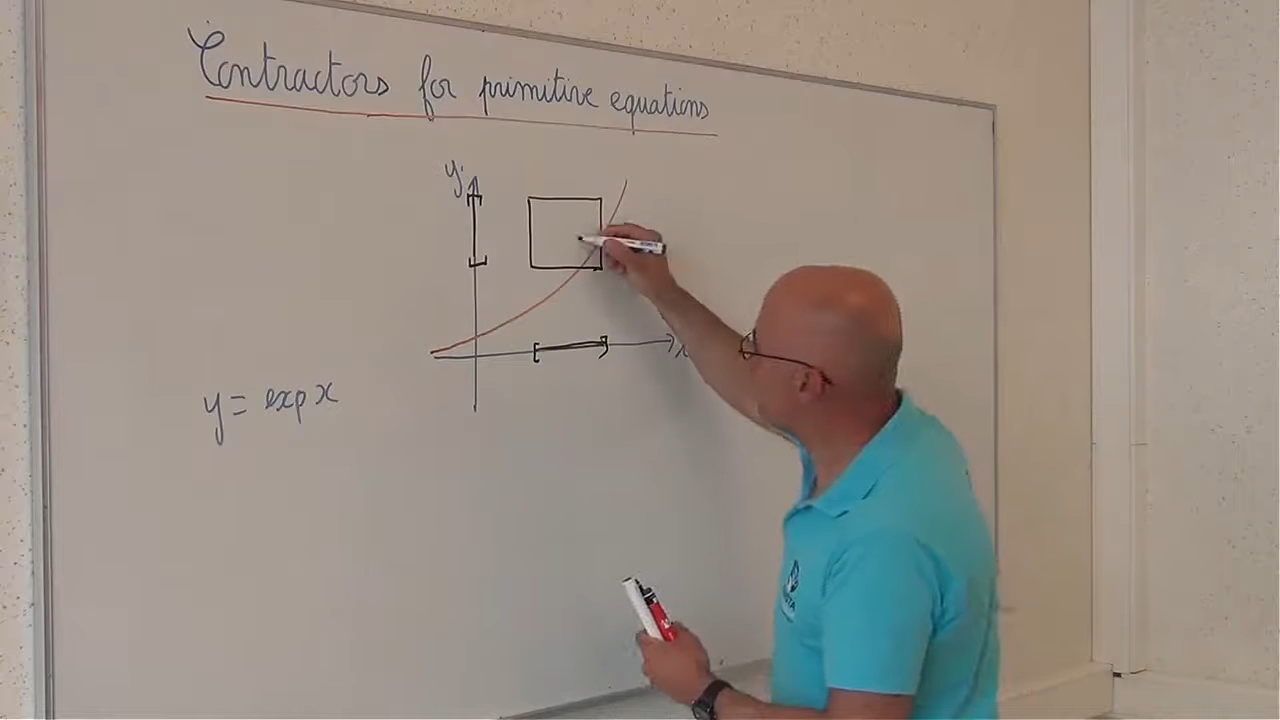 Contractors for primitive equations
y
x
y = exp x